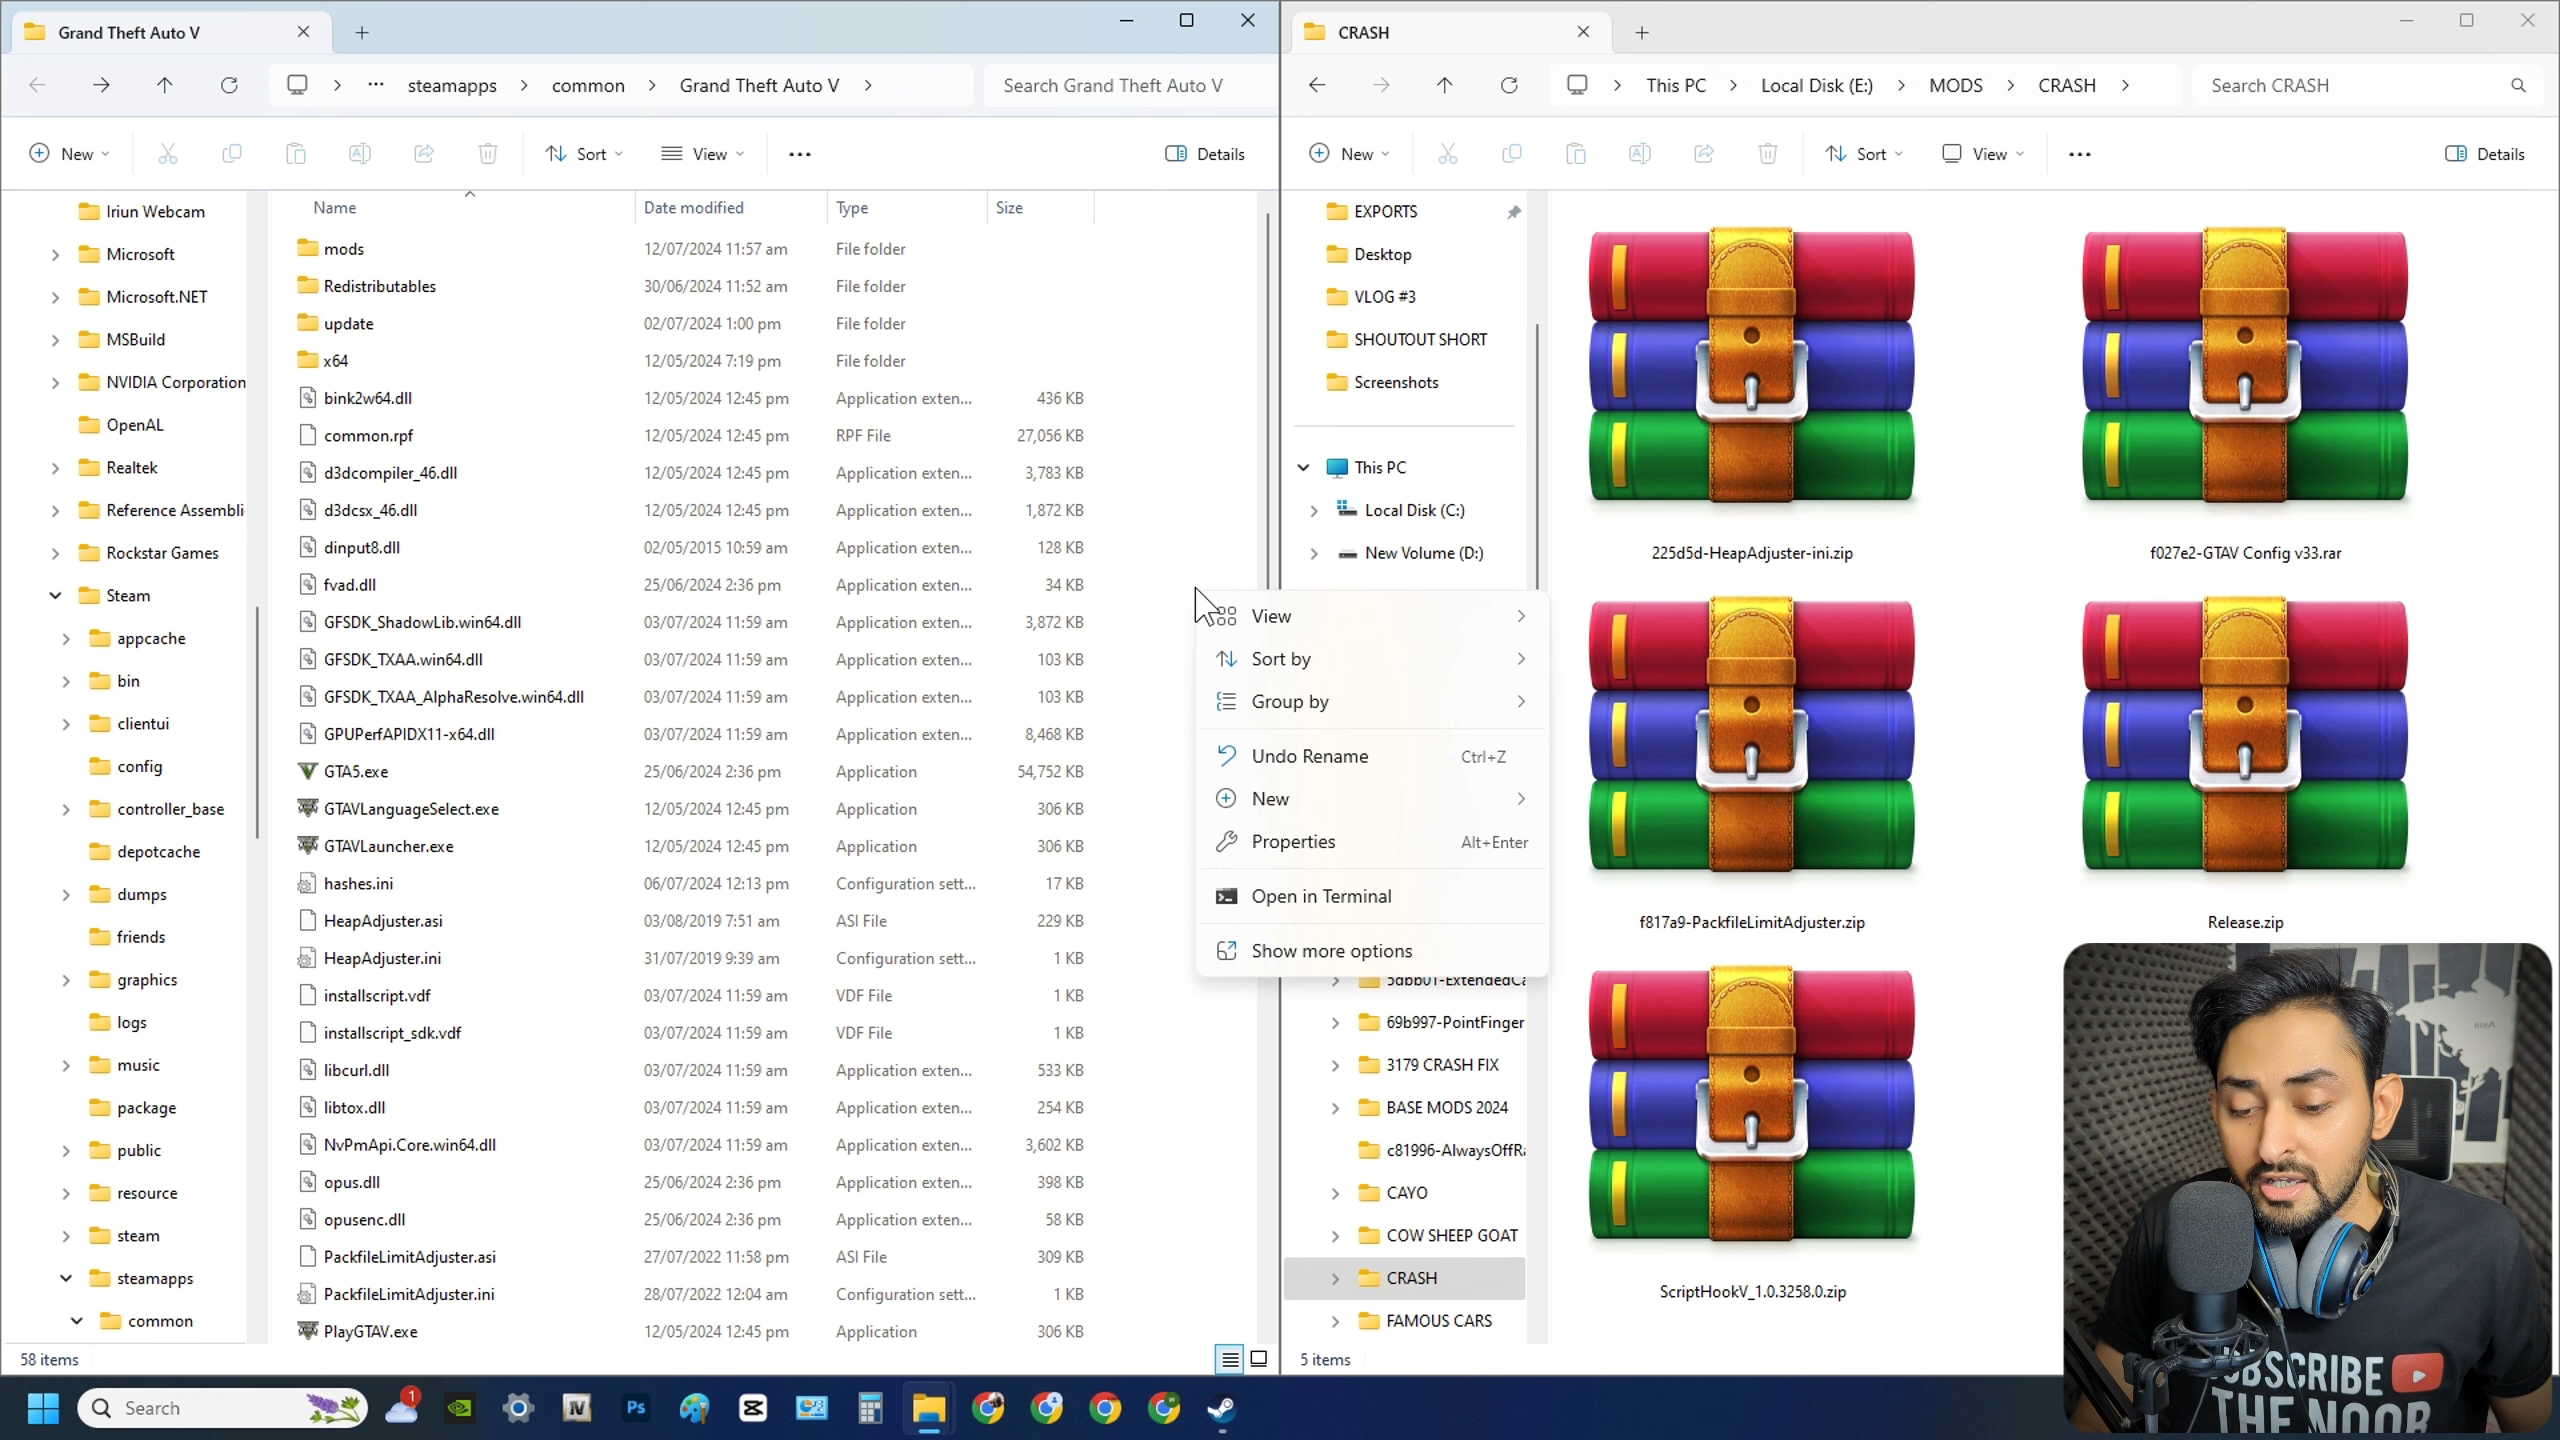 Grand Theft Auto V
steamapps > common > Grand Theft Auto V >
Search Grand Theft Auto V
New
Sort
View
Details
Iriun Webcam
Microsoft
Microsoft.NET
MSBuild
NVIDIA Corporation
OpenAL
Realtek
Reference Assembli
Rockstar Games
Steam
appcache
bin
clientui
config
controller_base
depotcache
dumps
friends
graphics
logs
music
package
public
resource
steam
steamapps
common
Name Date modified Type Size
mods 12/07/2024 11:57 am File folder
Redistributables 30/06/2024 11:52 am File folder
update 02/07/2024 1:00 pm File folder
x64 12/05/2024 7:19 pm File folder
bink2w64.dll 12/05/2024 12:45 pm Application exten... 436 KB
common.rpf 12/05/2024 12:45 pm RPF File 27,056 KB
d3dcompiler_46.dll 12/05/2024 12:45 pm Application exten... 3,783 KB
d3dcsx_46.dll 12/05/2024 12:45 pm Application exten... 1,872 KB
dinput8.dll 02/05/2015 10:59 am Application exten... 128 KB
fvad.dll 25/06/2024 2:36 pm Application exten... 34 KB
GFSDK_ShadowLib.win64.dll 03/07/2024 11:59 am Application exten... 3,872 KB
GFSDK_TXAA.win64.dll 03/07/2024 11:59 am Application exten... 103 KB
GFSDK_TXAA_AlphaResolve.win64.dll 03/07/2024 11:59 am Application exten... 103 KB
GPUPerfAPIDX11-x64.dll 03/07/2024 11:59 am Application exten... 8,468 KB
GTA5.exe 25/06/2024 2:36 pm Application 54,752 KB
GTAVLanguageSelect.exe 12/05/2024 12:45 pm Application 306 KB
GTAVLauncher.exe 12/05/2024 12:45 pm Application 306 KB
hashes.ini 06/07/2024 12:13 pm Configuration sett... 17 KB
HeapAdjuster.asi 03/08/2019 7:51 am ASI File 229 KB
HeapAdjuster.ini 31/07/2019 9:39 am Configuration sett... 1 KB
installscript.vdf 03/07/2024 11:59 am VDF File 1 KB
installscript_sdk.vdf 03/07/2024 11:59 am VDF File 1 KB
libcurl.dll 03/07/2024 11:59 am Application exten... 533 KB
libtox.dll 03/07/2024 11:59 am Application exten... 254 KB
NvPmApi.Core.win64.dll 03/07/2024 11:59 am Application exten... 3,602 KB
opus.dll 25/06/2024 2:36 pm Application exten... 398 KB
opusenc.dll 25/06/2024 2:36 pm Application exten... 58 KB
PackfileLimitAdjuster.asi 27/07/2022 11:58 pm ASI File 309 KB
PackfileLimitAdjuster.ini 28/07/2022 12:04 am Configuration sett... 1 KB
PlayGTAV.exe 12/05/2024 12:45 pm Application 306 KB
58 items
View
Sort by
Group by
Undo Rename Ctrl+Z
New
Properties Alt+Enter
Open in Terminal
Show more options
CRASH
This PC > Local Disk (E:) > MODS > CRASH >
Search CRASH
New
Sort
View
Details
EXPORTS
Desktop
VLOG #3
SHOUTOUT SHORT
Screenshots
This PC
Local Disk (C:)
New Volume (D:)
5dbb01-ExtendedCa
69b997-PointFinger
3179 CRASH FIX
BASE MODS 2024
c81996-AlwaysOffRa
CAYO
COW SHEEP GOAT
CRASH
FAMOUS CARS
225d5d-HeapAdjuster-ini.zip
f027e2-GTAV Config v33.rar
f817a9-PackfileLimitAdjuster.zip
Release.zip
ScriptHookV_1.0.3258.0.zip
5 items
SUBSCRIBE
THE NOOB
Search
1
IV
Ps